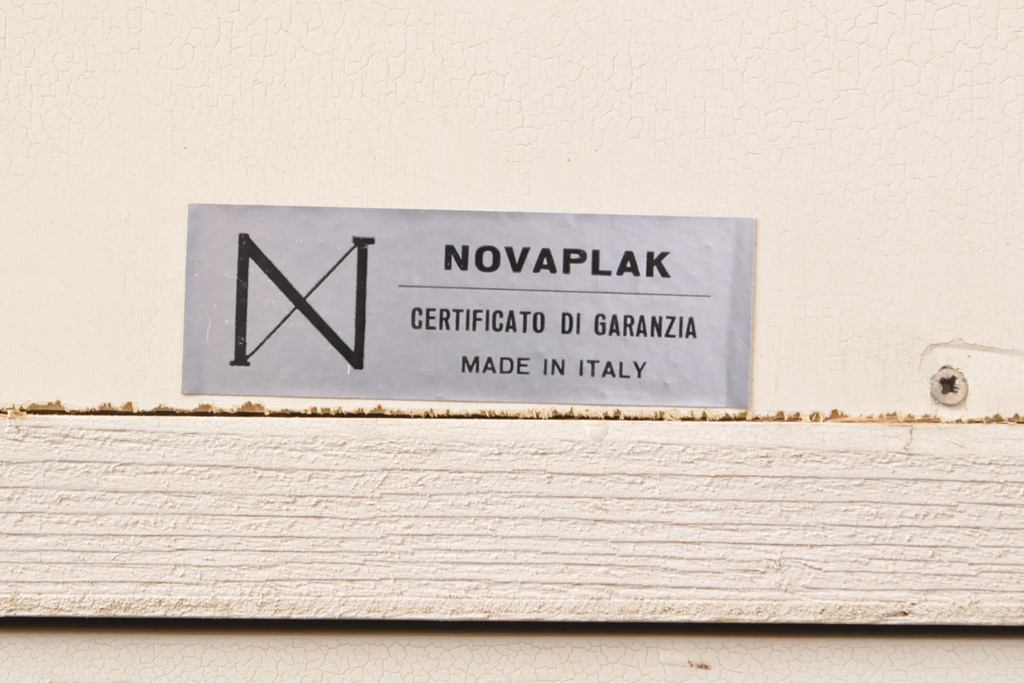 N
NOVAPLAK
CERTIFICATO DI GARANZIA
MADE IN ITALY